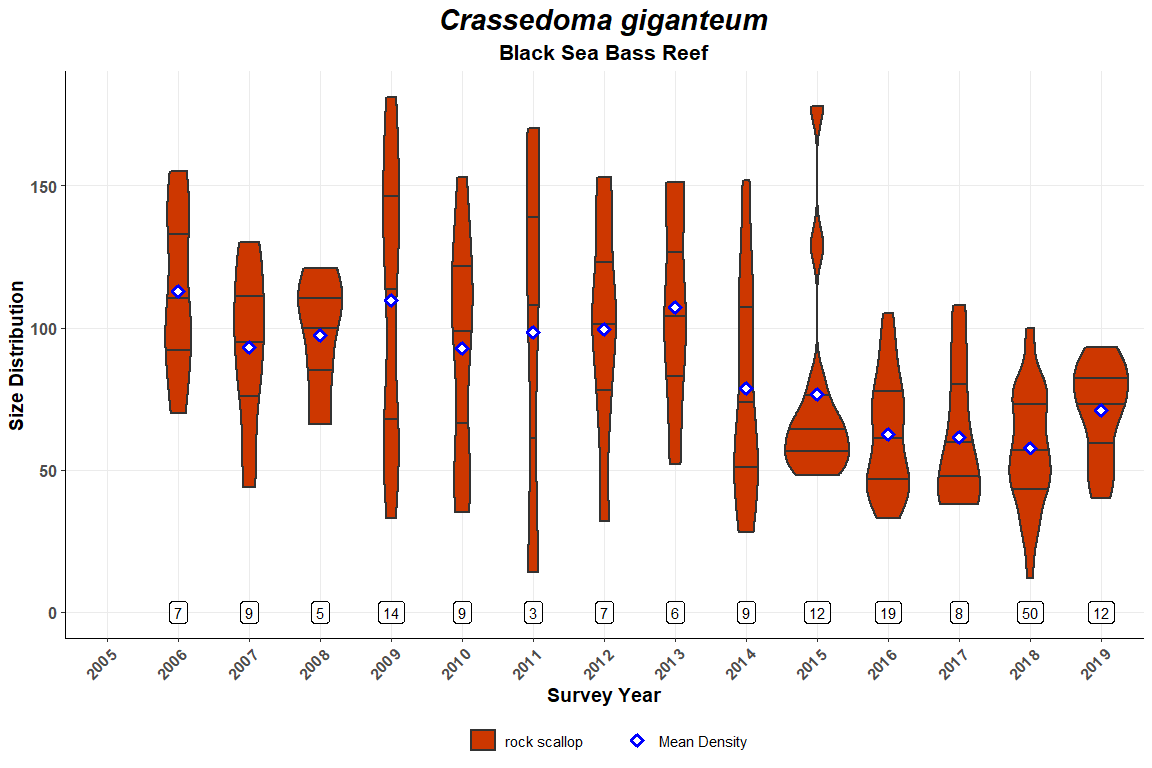 Crassedoma giganteum
Black Sea Bass Reef
Size Distribution
150
100
50
0
7 9 5 14 9 3 7 6 9 12 19 8 50 12
2005 2006 2007 2008 2009 2010 2011 2012 2013 2014 2015 2016 2017 2018 2019
Survey Year
rock scallop Mean Density